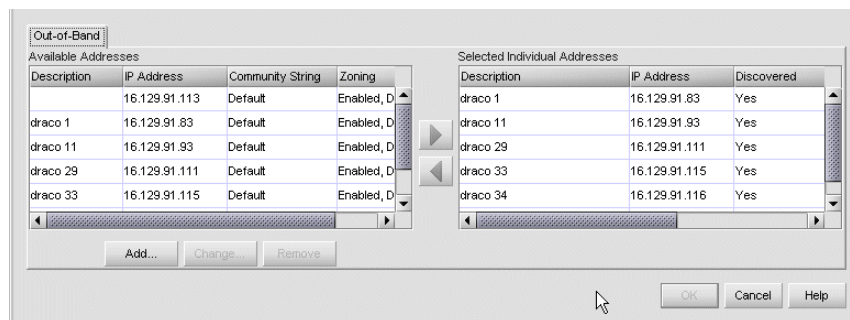 Out-of-Band
Available Addresses
Description IP Address Community String Zoning
16.129.91.113 Default Enabled, D
draco 1 16.129.91.83 Default Enabled, D
draco 11 16.129.91.93 Default Enabled, D
draco 29 16.129.91.111 Default Enabled, D
draco 33 16.129.91.115 Default Enabled, D
Add... Change... Remove
Selected Individual Addresses
Description IP Address Discovered
draco 1 16.129.91.83 Yes
draco 11 16.129.91.93 Yes
draco 29 16.129.91.111 Yes
draco 33 16.129.91.115 Yes
draco 34 16.129.91.116 Yes
OK Cancel Help